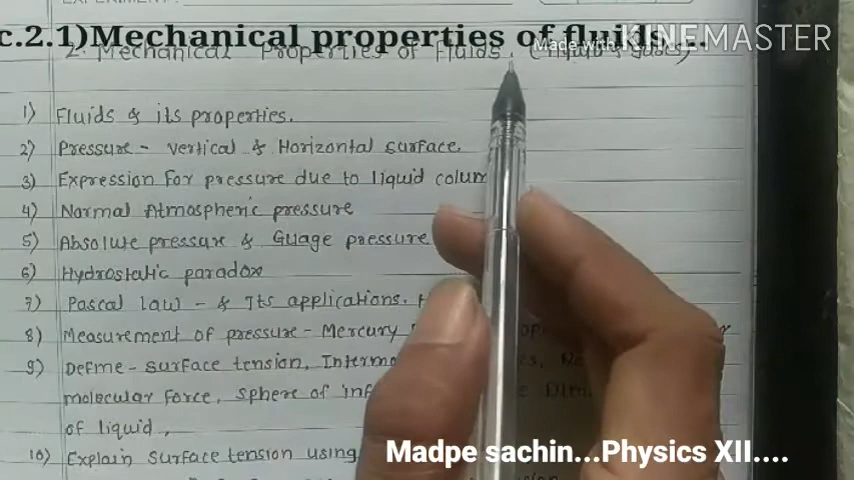 EXPERIMENT:
c.2.1)Mechanical properties of fluids....
Made with KINEMASTER
2. Mechanical Properties of Fluids.
1) Fluids & its properties.
2) Pressure - vertical & Horizontal surface.
3) Expression for pressure due to liquid colum
4) Normal Atmospheric pressure
5) Absolute pressure & Guage pressure
6) Hydrostatic paradox
7) Pascal law - & Its applications.
8) Measurement of pressure - Mercury
9) Define - surface tension, Intermo
molecular force, sphere of inf
of liquid,
10) Explain surface tension using
Madpe sachin...Physics XII....